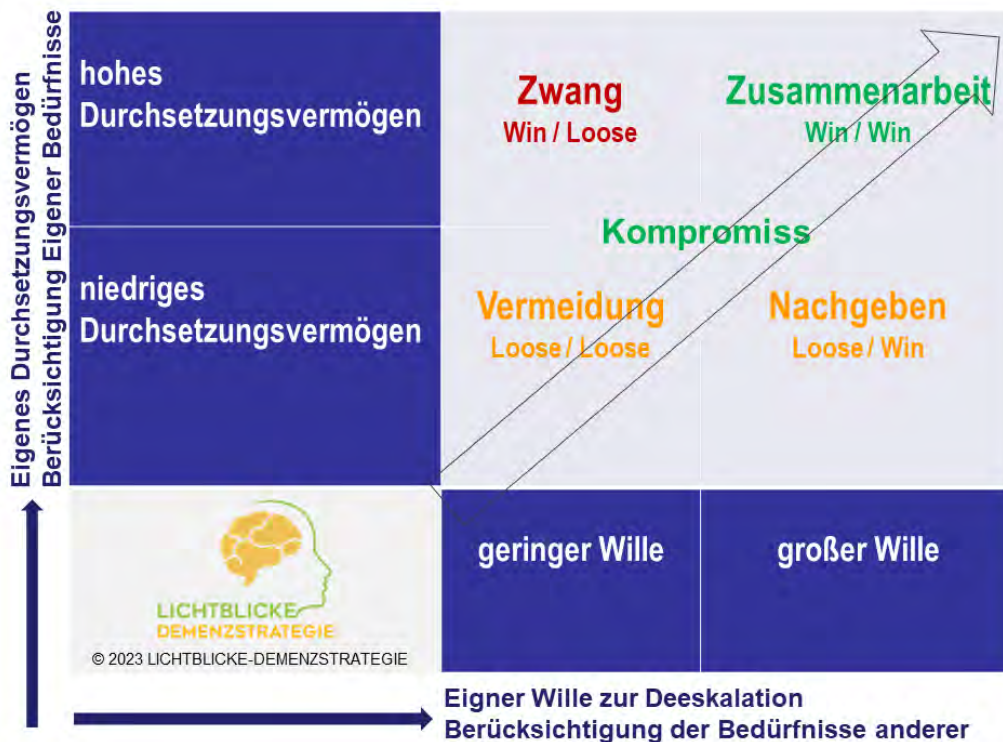 Eigenes Durchsetzungsvermögen
Berücksichtigung Eigener Bedürfnisse
hohes
Durchsetzungsvermögen
Zwang
Win / Loose
Zusammenarbeit
Win / Win
Kompromiss
niedriges
Durchsetzungsvermögen
Vermeidung
Loose / Loose
Nachgeben
Loose / Win
LICHTBLICKE
DEMENZSTRATEGIE
© 2023 LICHTBLICKE-DEMENZSTRATEGIE
geringer Wille
großer Wille
Eigner Wille zur Deeskalation
Berücksichtigung der Bedürfnisse anderer